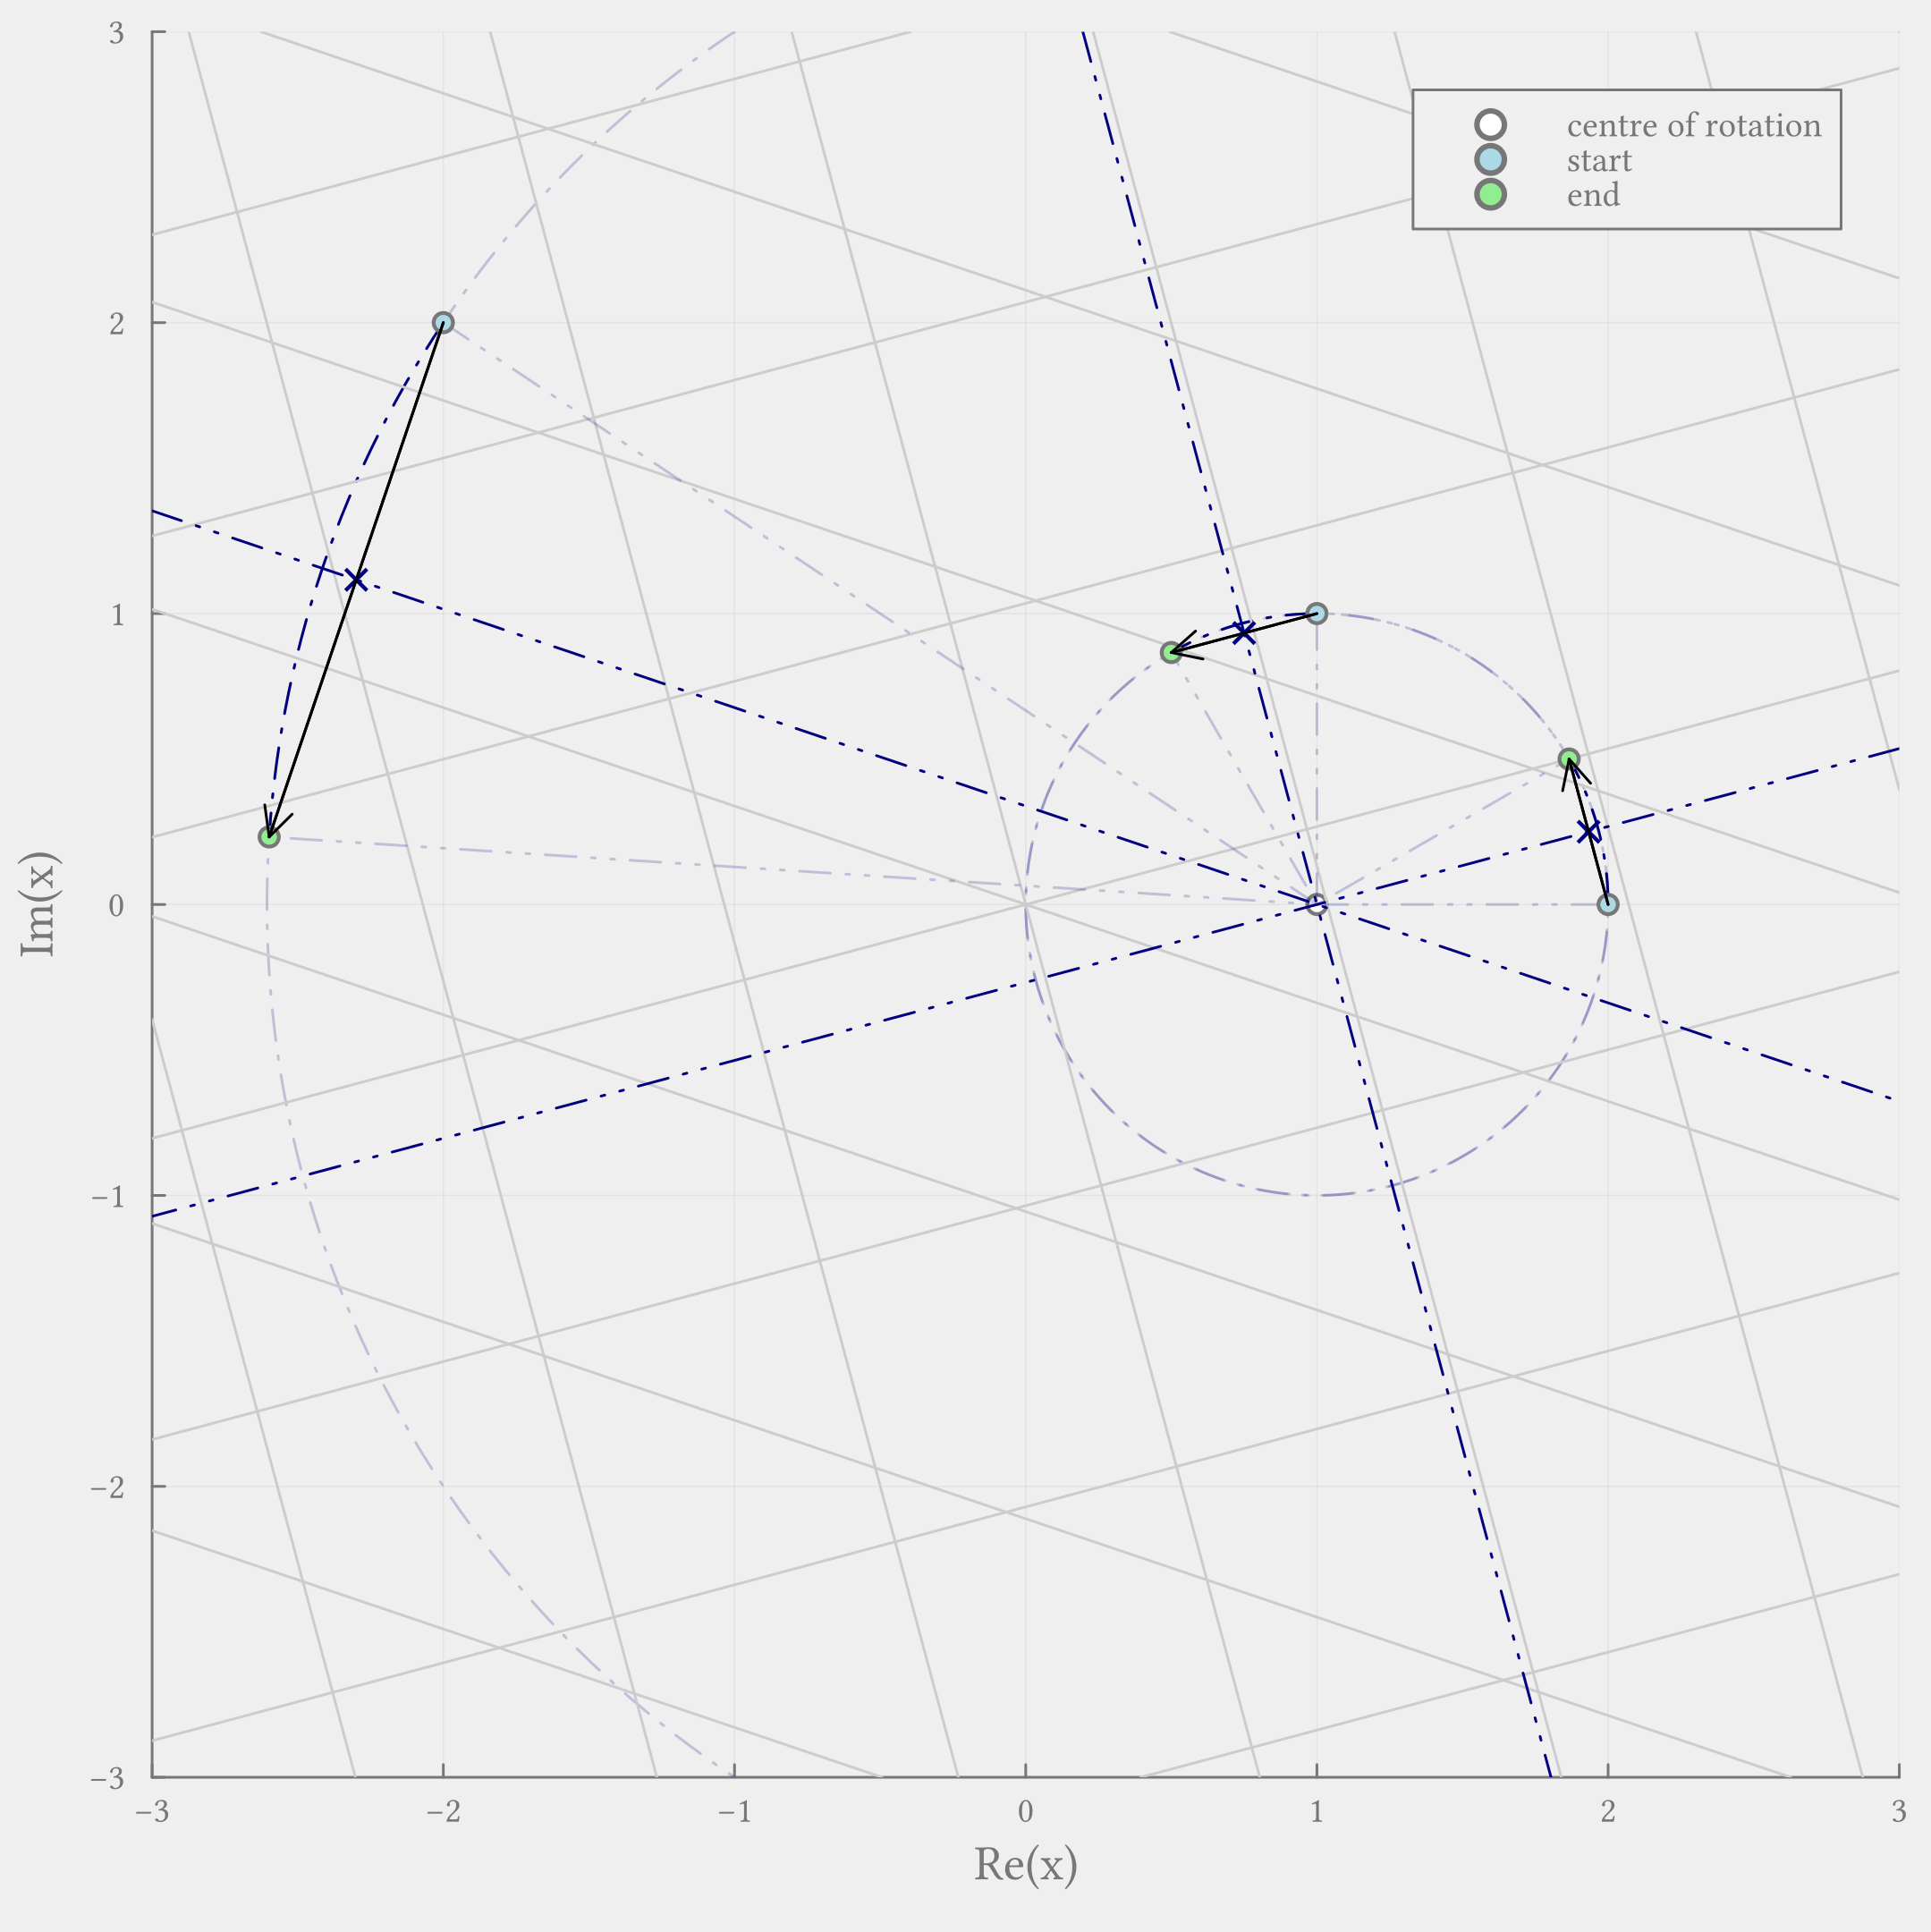 3
centre of rotation
start
end
2
1
Im(x)
0
−1
−2
−3
−3
−2
−1
0
1
2
3
Re(x)